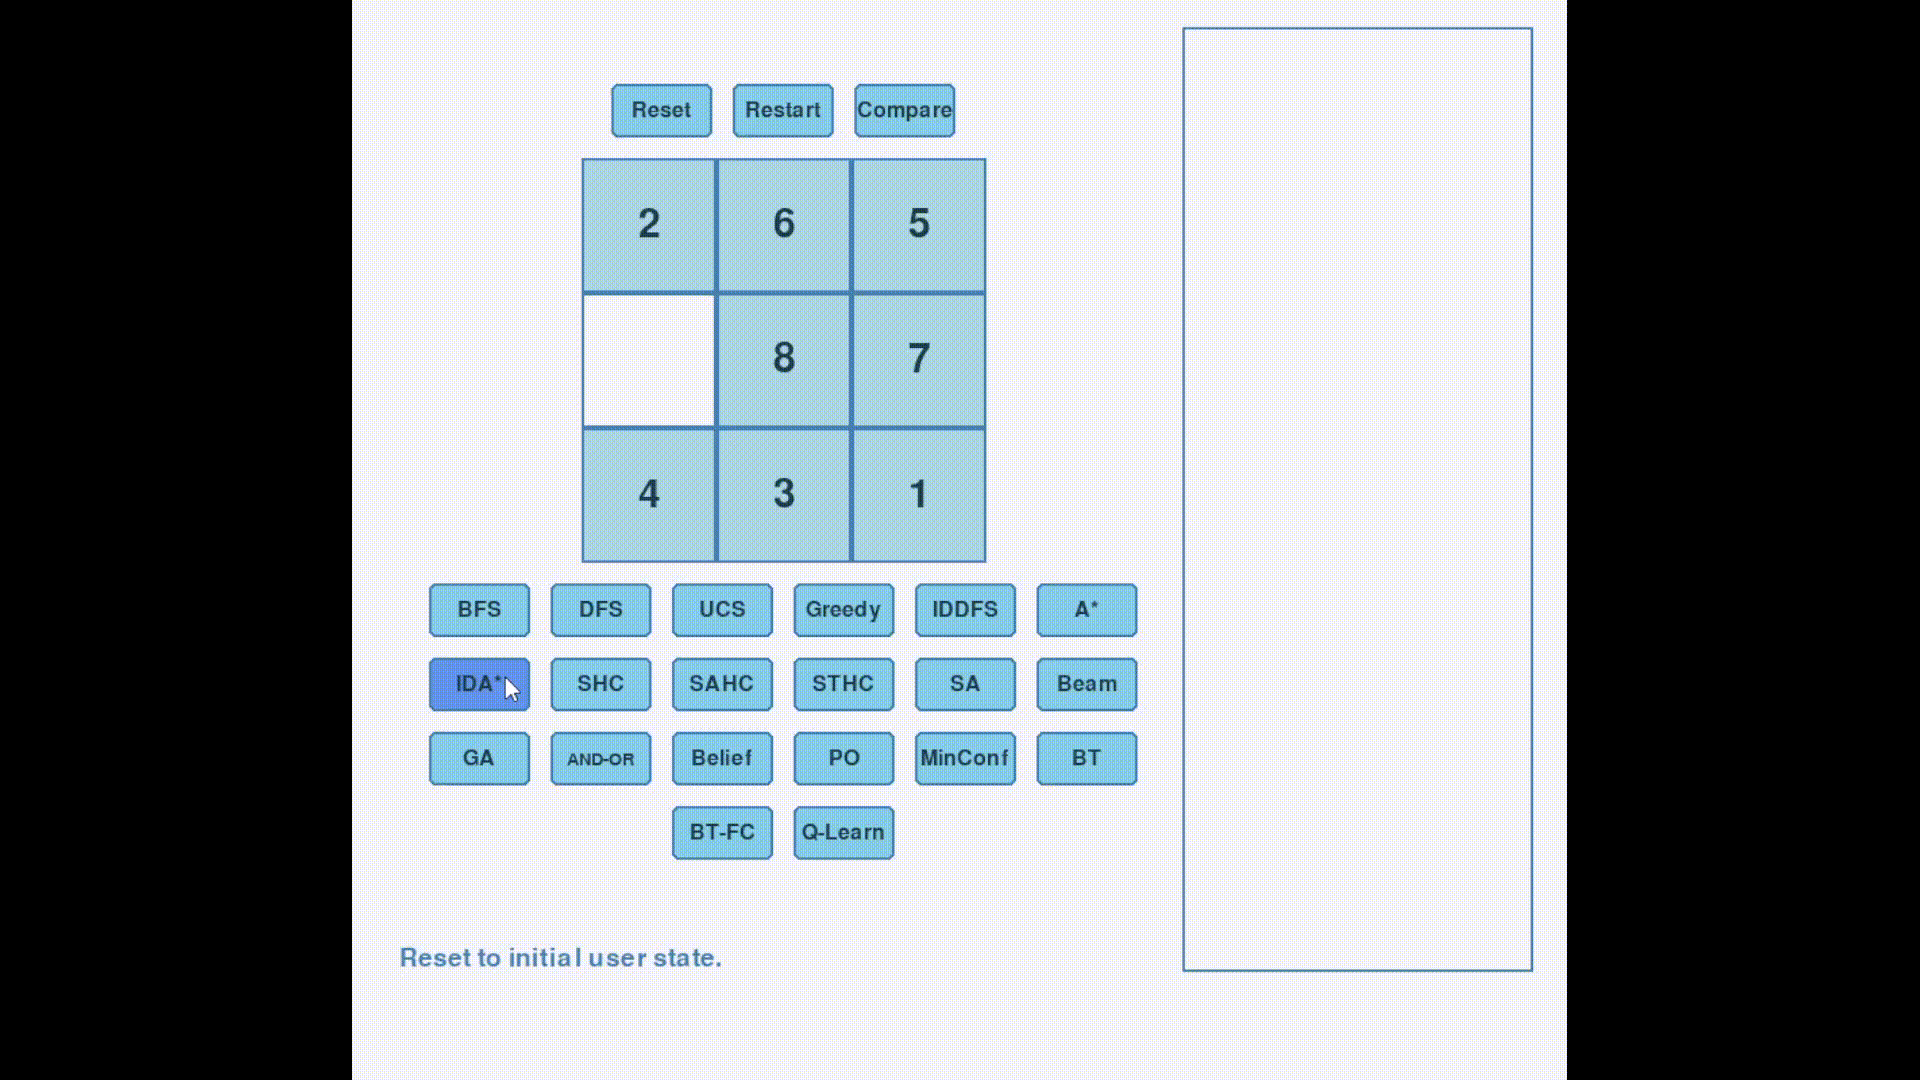 Reset Restart Compare
2 6 5
8 7
4 3 1
BFS DFS UCS Greedy IDDFS A*
IDA* SHC SAHC STHC SA Beam
GA AND-OR Belief PO MinConf BT
BT-FC Q-Learn
Reset to initial user state.